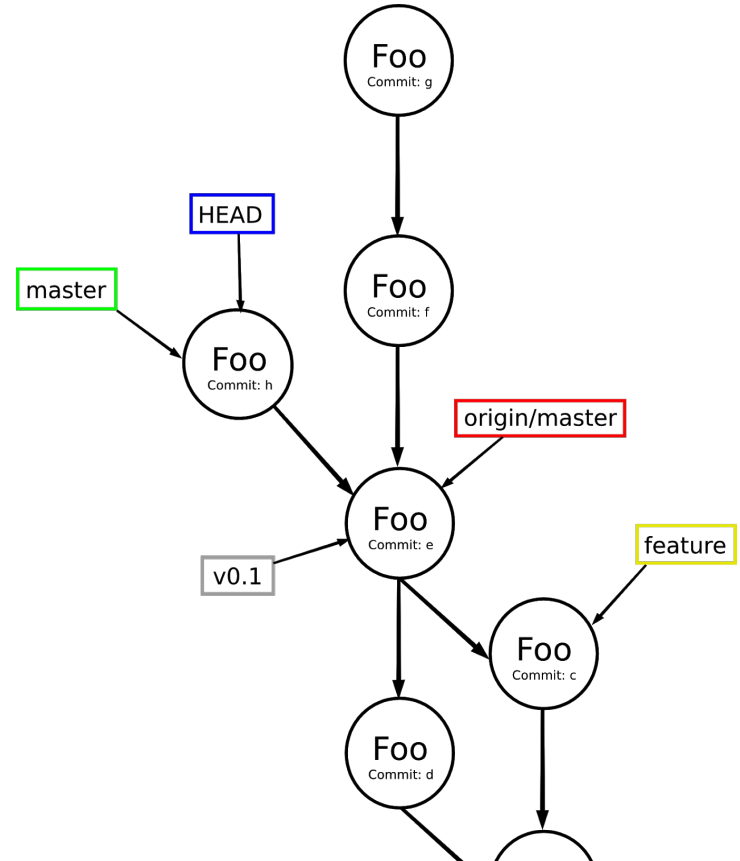 Foo
Commit: g
HEAD
master
Foo
Commit: f
Foo
Commit: h
origin/master
Foo
Commit: e
v0.1
feature
Foo
Commit: c
Foo
Commit: d